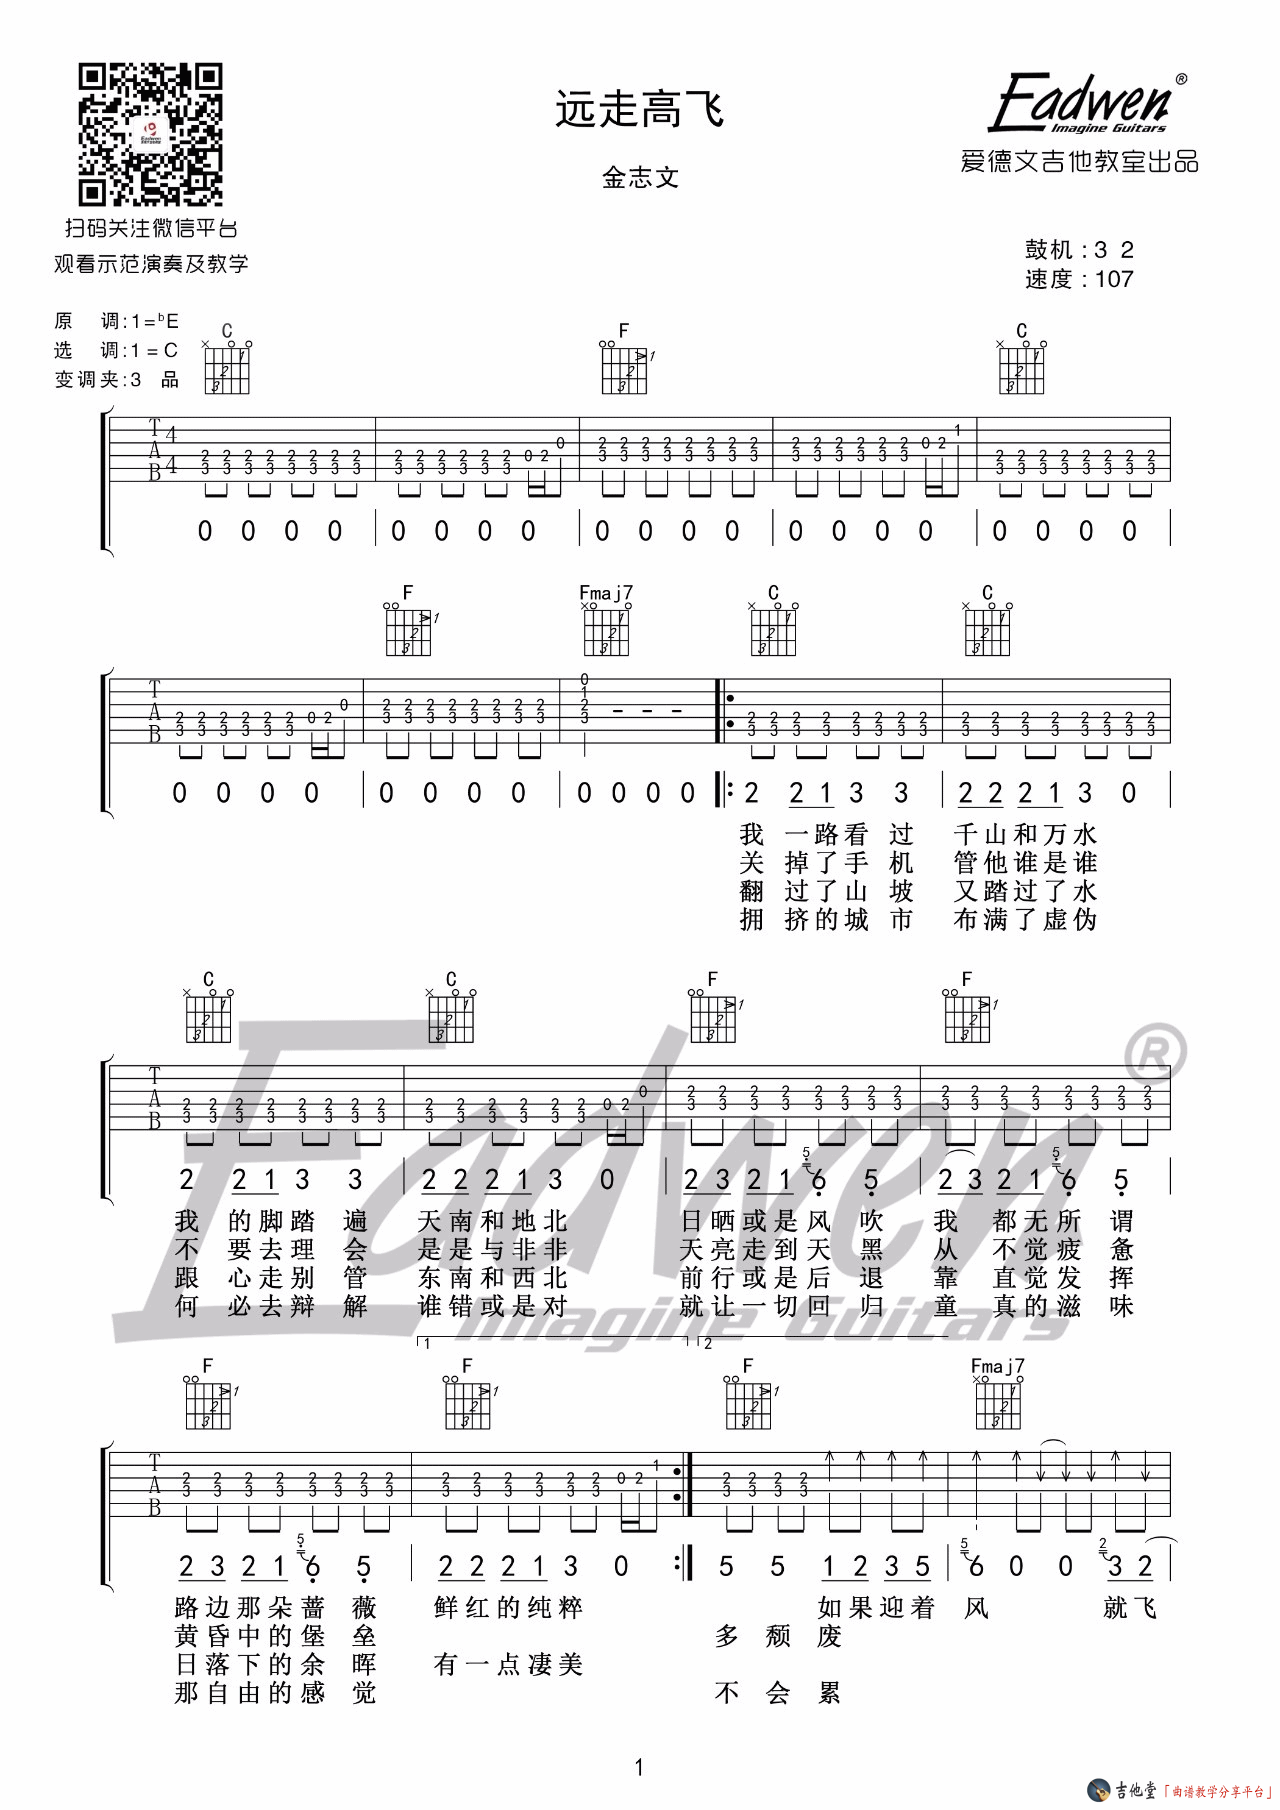 远走高飞
金志文
Eadwen®
Imagine Guitars
爱德文吉他教室出品
扫码关注微信平台
观看示范演奏及教学
鼓机:3 2
速度:107
原 调:1=ᵇE
选 调:1=C
变调夹:3 品
C F C
T A B 4 4
0 0 0 0 0 0 0 0 0 0 0 0 0 0 0 0 0 0 0 0
F Fmaj7 C C
T A B
0 0 0 0 0 0 0 0 0 0 0 0 2 2 1 3 3 2 2 2 1 3 0
我 一路看 过 千山和万水
关 掉了手 机 管他谁是谁
翻 过了山 坡 又踏过了水
拥 挤的城 市 布满了虚伪
C C F F
T A B
2 2 1 3 3 2 2 2 1 3 0 2 3 2 1 5 6 5 2 3 2 1 5 6 5
我 的脚踏 遍 天南和地北 日晒或是风 吹 我 都无所 谓
不 要去理 会 是是与非非 天亮走到天 黑 从 不觉疲 惫
跟 心走别 管 东南和西北 前行或是后 退 靠 直觉发 挥
何 必去辩 解 谁错或是对 就让一切回 归 童 真的滋 味
1 2
F F F Fmaj7
T A B
2 3 2 1 5 6 5 2 2 2 1 3 0 5 5 1 2 3 5 5 6 0 0 2 3 2
路边那朵蔷 薇 鲜红的纯粹 如果迎着 风 就飞
黄昏中的堡 垒 多 颓 废
日落下的余 晖 有一点凄美
那自由的感 觉 不 会 累
1
吉他堂「曲谱教学分享平台」